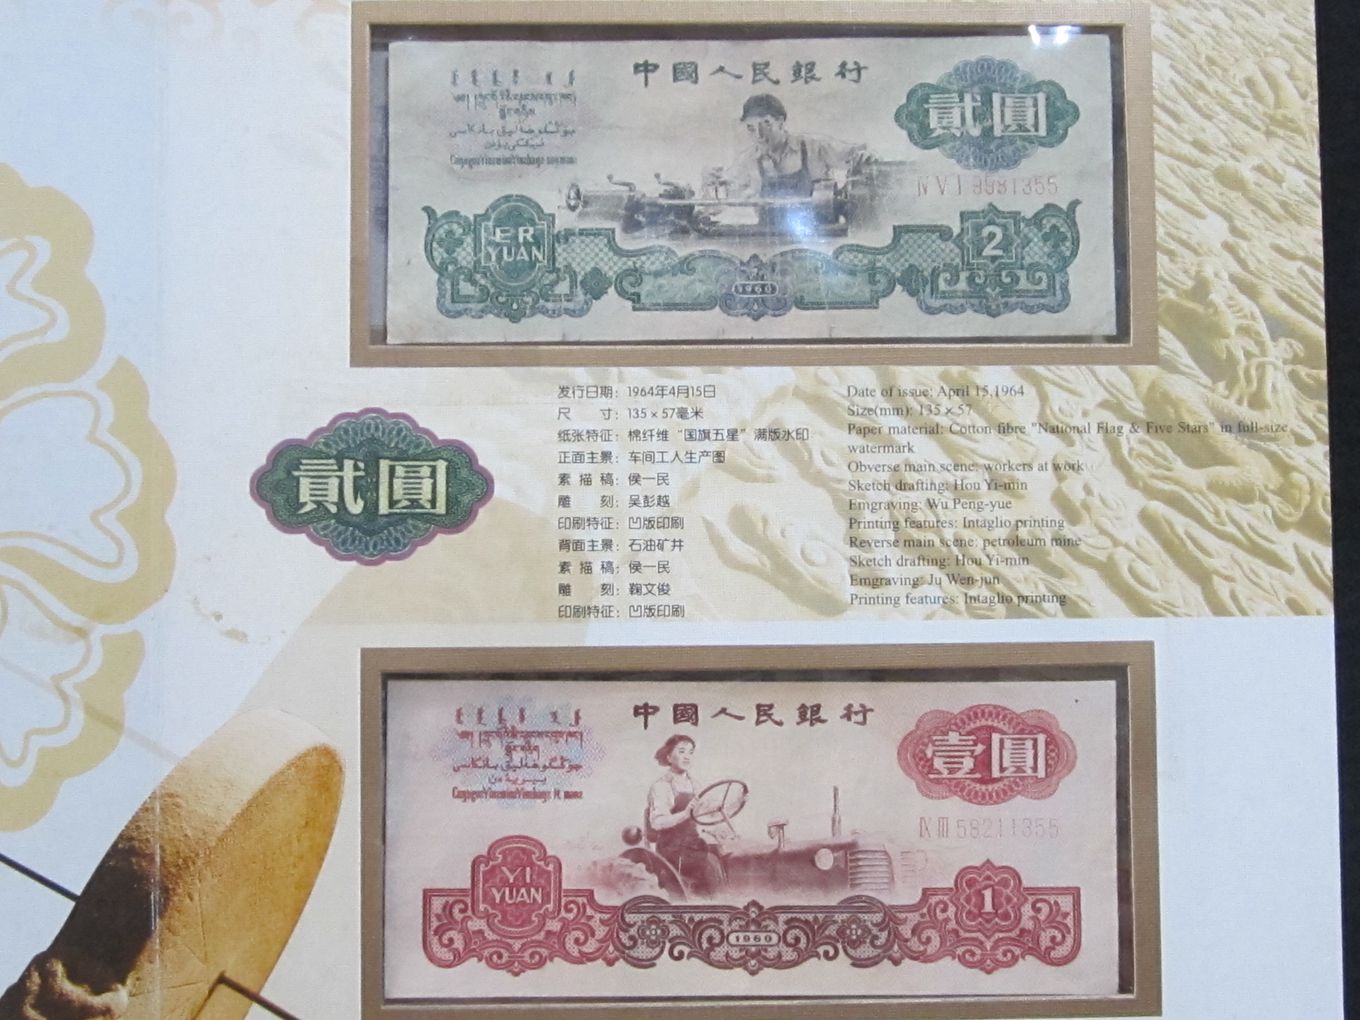 中國人民銀行
貳圓
ⅣⅤⅠ 9981355
ER
YUAN
2
1960
发行日期：1964年4月15日
尺 寸：135×57毫米
纸张特征：棉纤维“国旗五星”满版水印
正面主景：车间工人生产图
素 描 稿：侯一民
雕 刻：吴彭越
印刷特征：凹版印刷
背面主景：石油矿井
素 描 稿：侯一民
雕 刻：鞠文俊
印刷特征：凹版印刷
Date of issue: April 15,1964
Size(mm): 135×57
Paper material: Cotton fibre "National Flag & Five Stars" in full-size
watermark
Obverse main scene: workers at work
Sketch drafting: Hou Yi-min
Emgraving: Wu Peng-yue
Printing features: Intaglio printing
Reverse main scene: petroleum mine
Sketch drafting: Hou Yi-min
Emgraving: Ju Wen-jun
Printing features: Intaglio printing
貳圓
中國人民銀行
壹圓
ⅨⅢ 58211355
YI
YUAN
1
1960